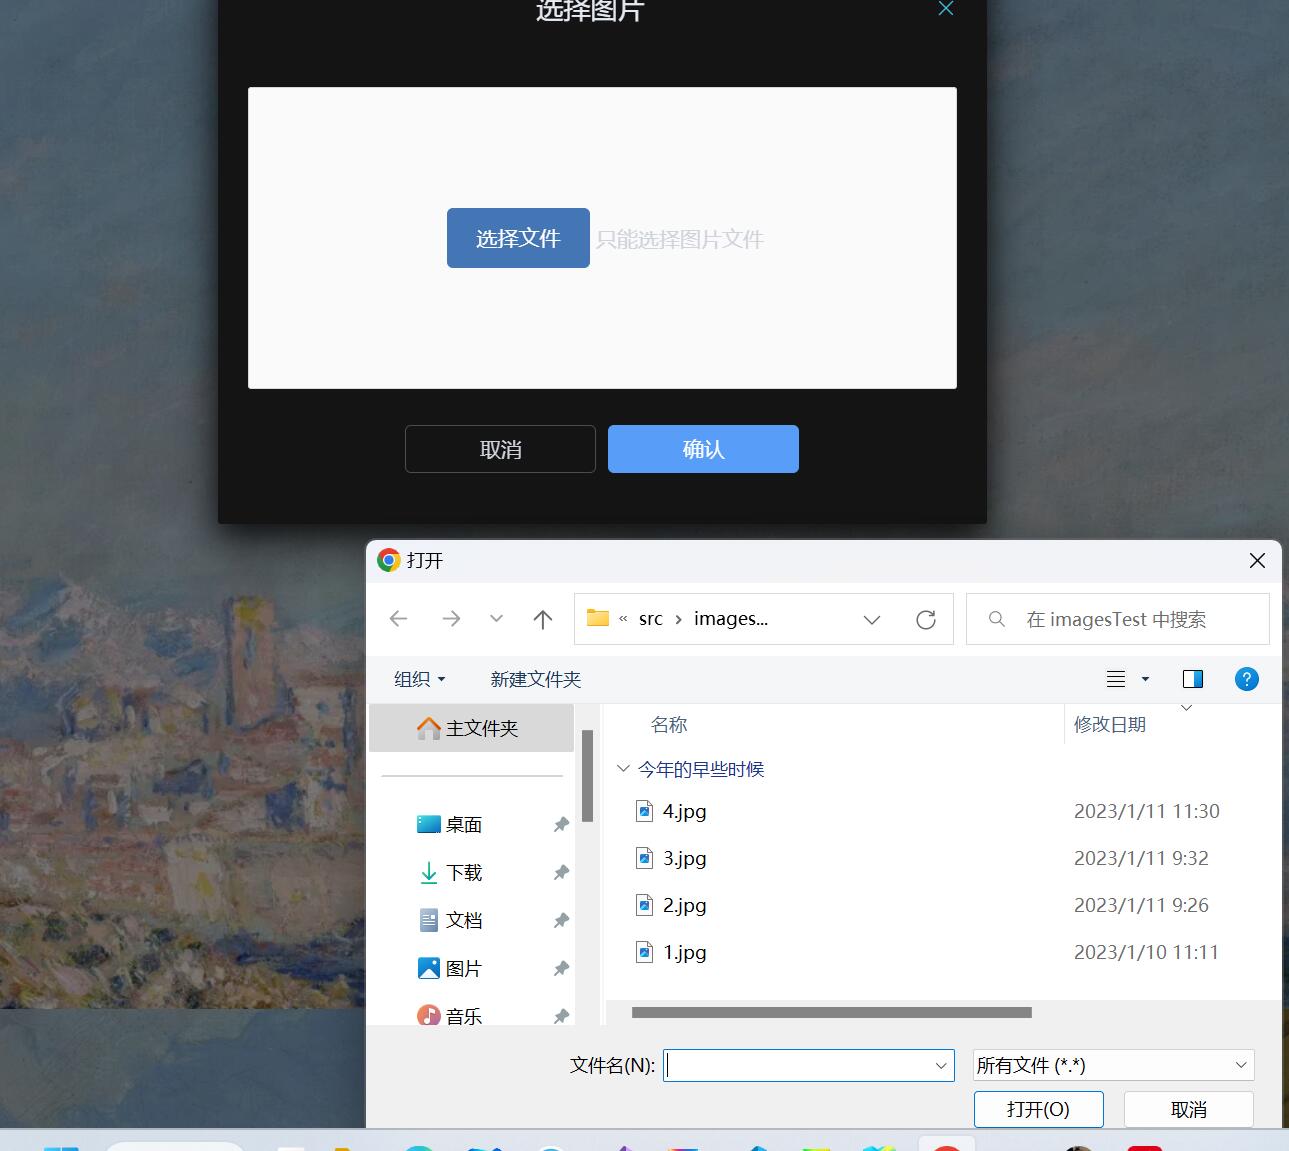 选择图片
选择文件 只能选择图片文件
取消 确认
打开
« src › images...
在 imagesTest 中搜索
组织 新建文件夹
主文件夹
桌面
下载
文档
图片
音乐
名称 修改日期
今年的早些时候
4.jpg 2023/1/11 11:30
3.jpg 2023/1/11 9:32
2.jpg 2023/1/11 9:26
1.jpg 2023/1/10 11:11
文件名(N): 所有文件 (*.*)
打开(O) 取消